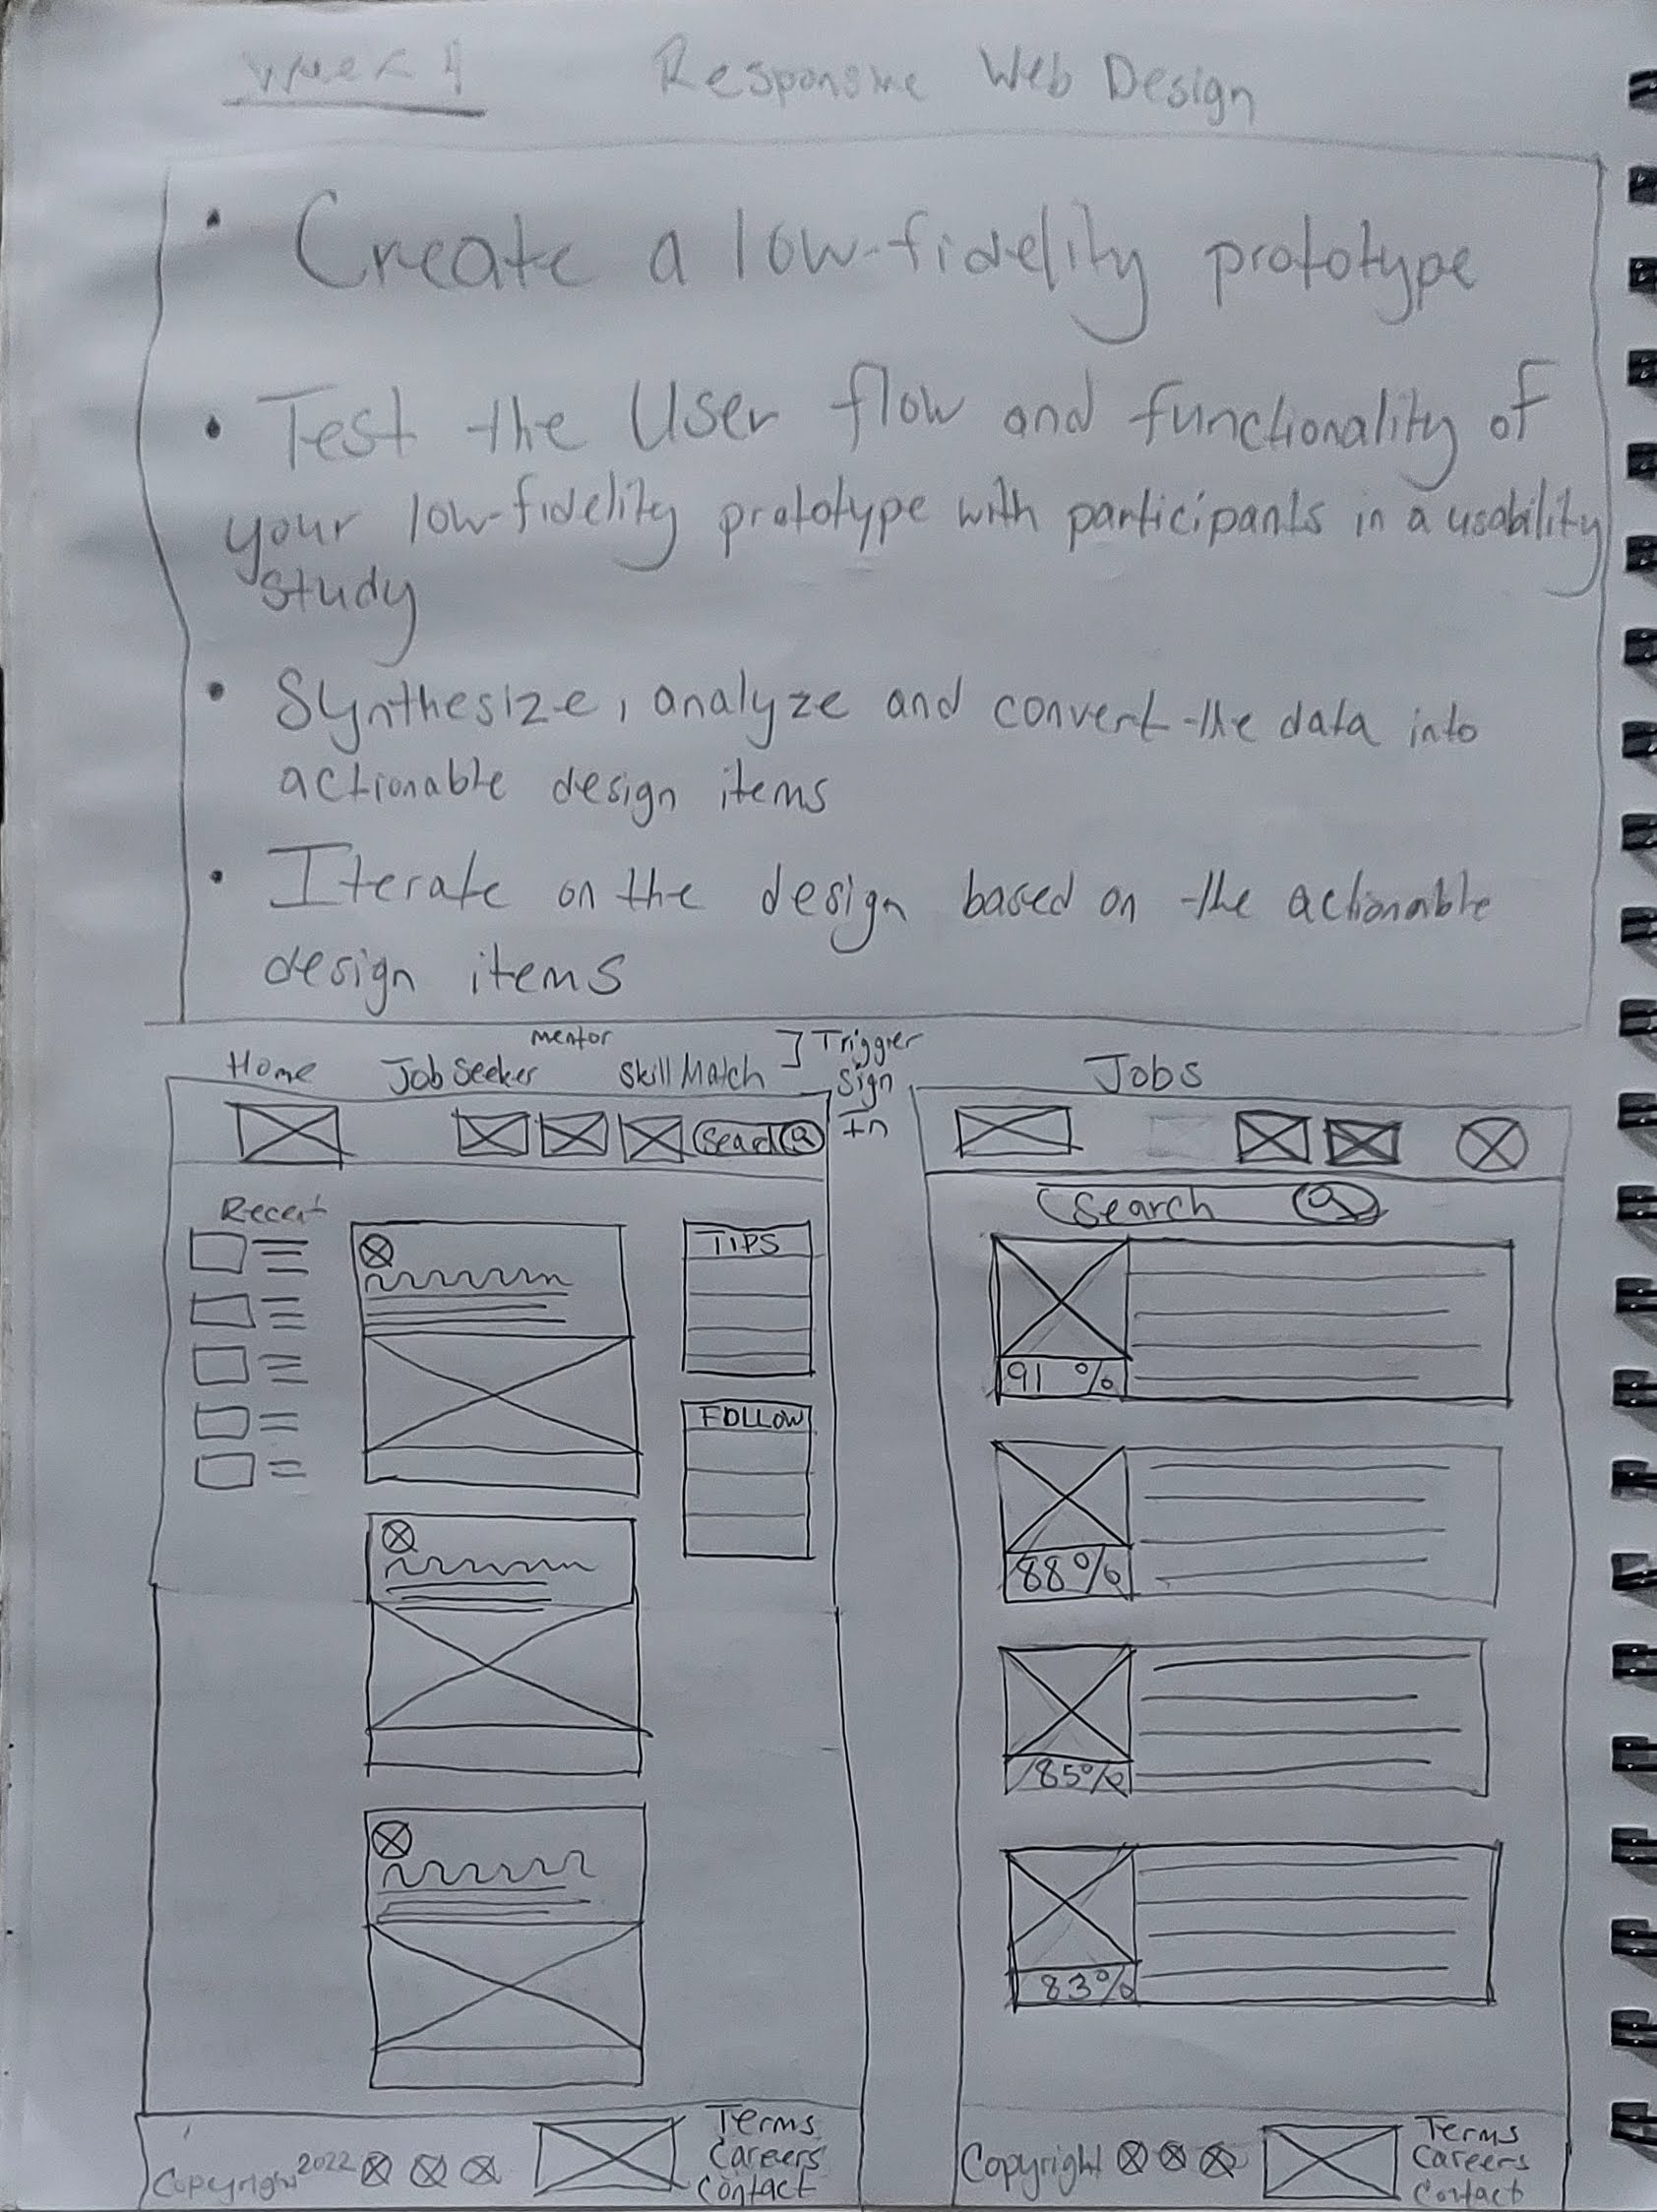 Week 4 Responsive Web Design
• Create a low-fidelity prototype
• Test the User flow and functionality of
your low-fidelity prototype with participants in a usability
study
• Synthesize, analyze and convert the data into
actionable design items
• Iterate on the design based on the actionable
design items
mentor
Home Job Seeker Skill Match ] Trigger
Sign
In
Search
Recent
TIPS
FOLLOW
Copyright 2022
Terms
Careers
Contact
Jobs
Search
91 %
88%
85%
83%
Copyright
Terms
Careers
Contact